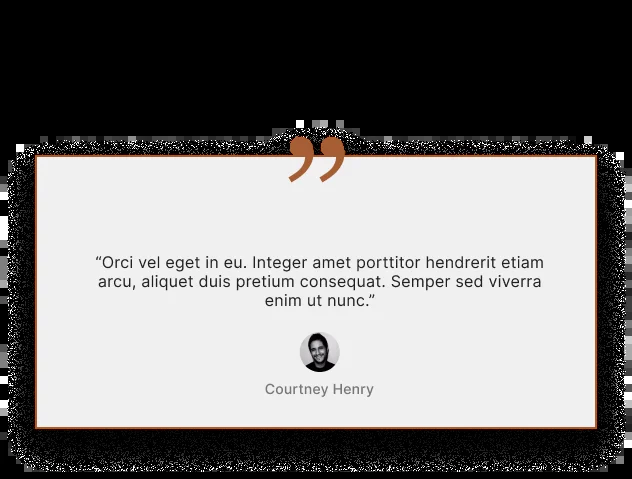 ”
“Orci vel eget in eu. Integer amet porttitor hendrerit etiam
arcu, aliquet duis pretium consequat. Semper sed viverra
enim ut nunc.”
Courtney Henry